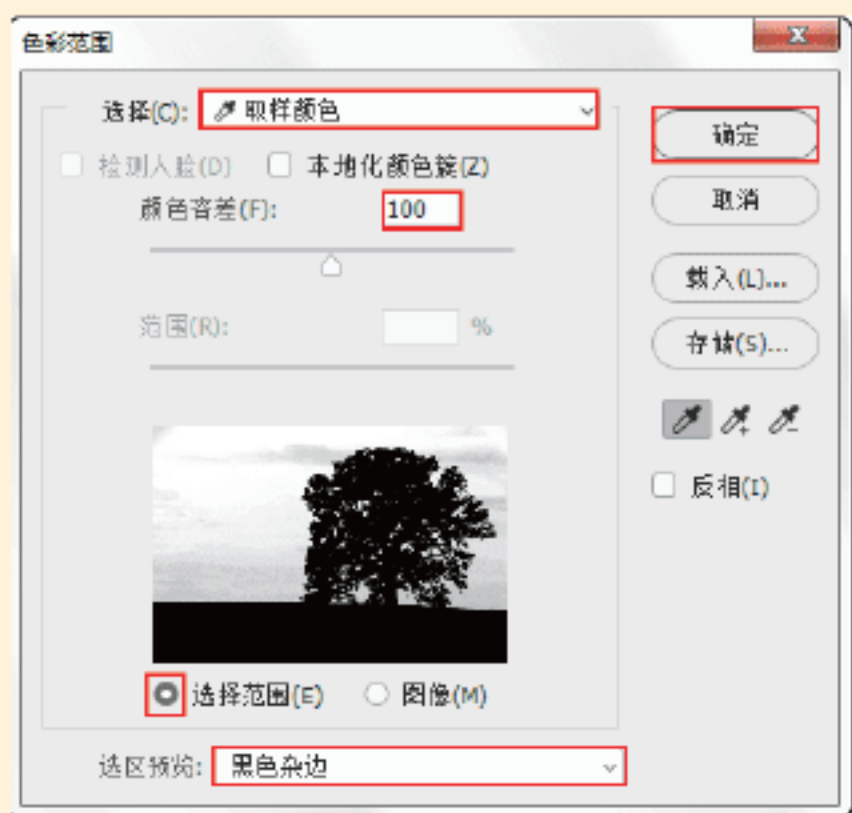 色彩范围
选择(C): 取样颜色
检测人脸(D) 本地化颜色簇(Z)
颜色容差(F): 100
范围(R): %
选择范围(E) 图像(M)
选区预览: 黑色杂边
确定
取消
载入(L)...
存储(S)...
反相(I)